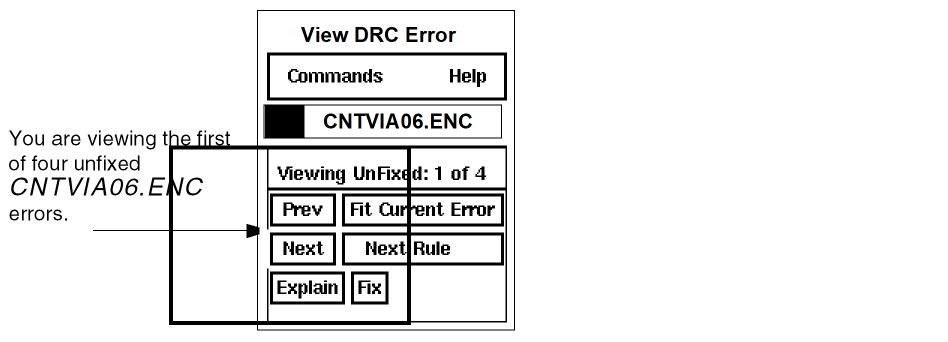 View DRC Error
Commands Help
CNTVIA06.ENC
You are viewing the first
of four unfixed
CNTVIA06.ENC
errors.
Viewing UnFixed: 1 of 4
Prev Fit Current Error
Next Next Rule
Explain Fix